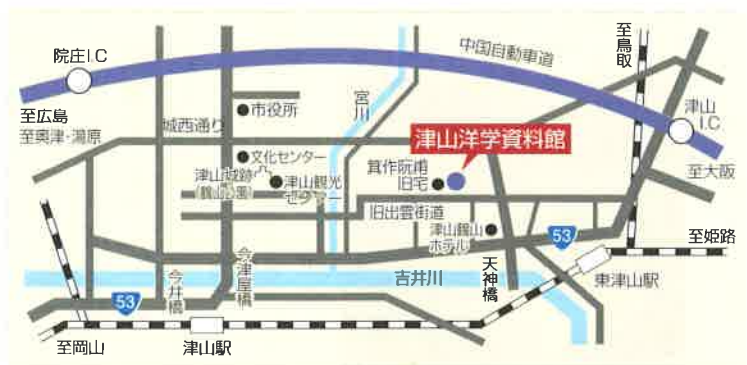 院庄I.C
中国自動車道
至鳥取
至広島
至奥津・湯原
市役所
宮川
津山
I.C.
城西通り
津山洋学資料館
文化センター
箕作阮甫
旧宅
至大阪
津山城跡
(鶴山公園)
津山観光
センター
旧出雲街道
津山鶴山
ホテル
53
至姫路
今津屋橋
今井橋
吉井川
天神橋
東津山駅
53
至岡山
津山駅